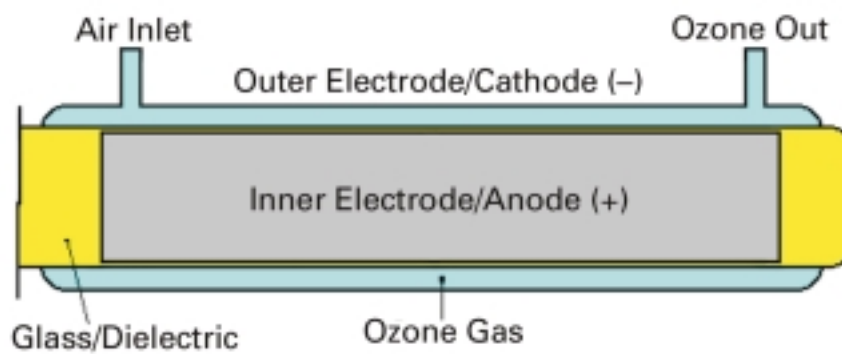 Air Inlet
Ozone Out
Outer Electrode/Cathode (–)
Inner Electrode/Anode (+)
Glass/Dielectric
Ozone Gas